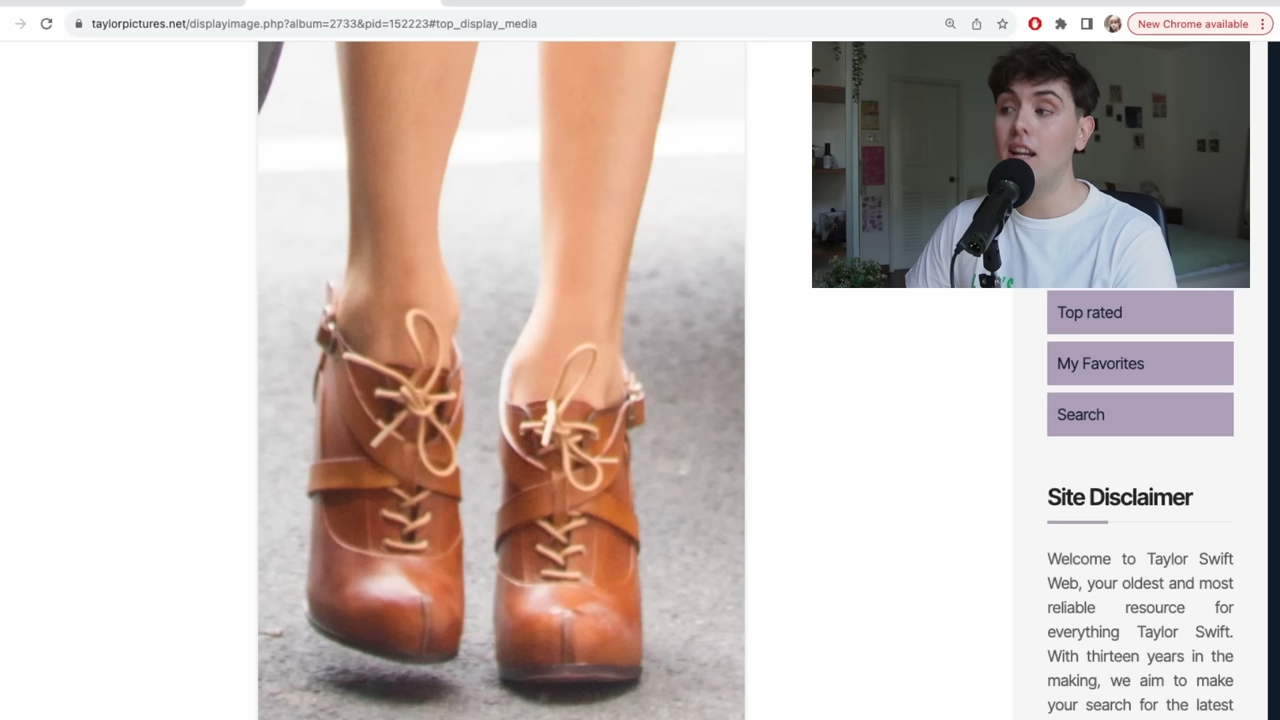 taylorpictures.net/displayimage.php?album=2733&pid=152223#top_display_media
New Chrome available
Top rated
My Favorites
Search
Site Disclaimer
Welcome to Taylor Swift
Web, your oldest and most
reliable resource for
everything Taylor Swift.
With thirteen years in the
making, we aim to make
your search for the latest